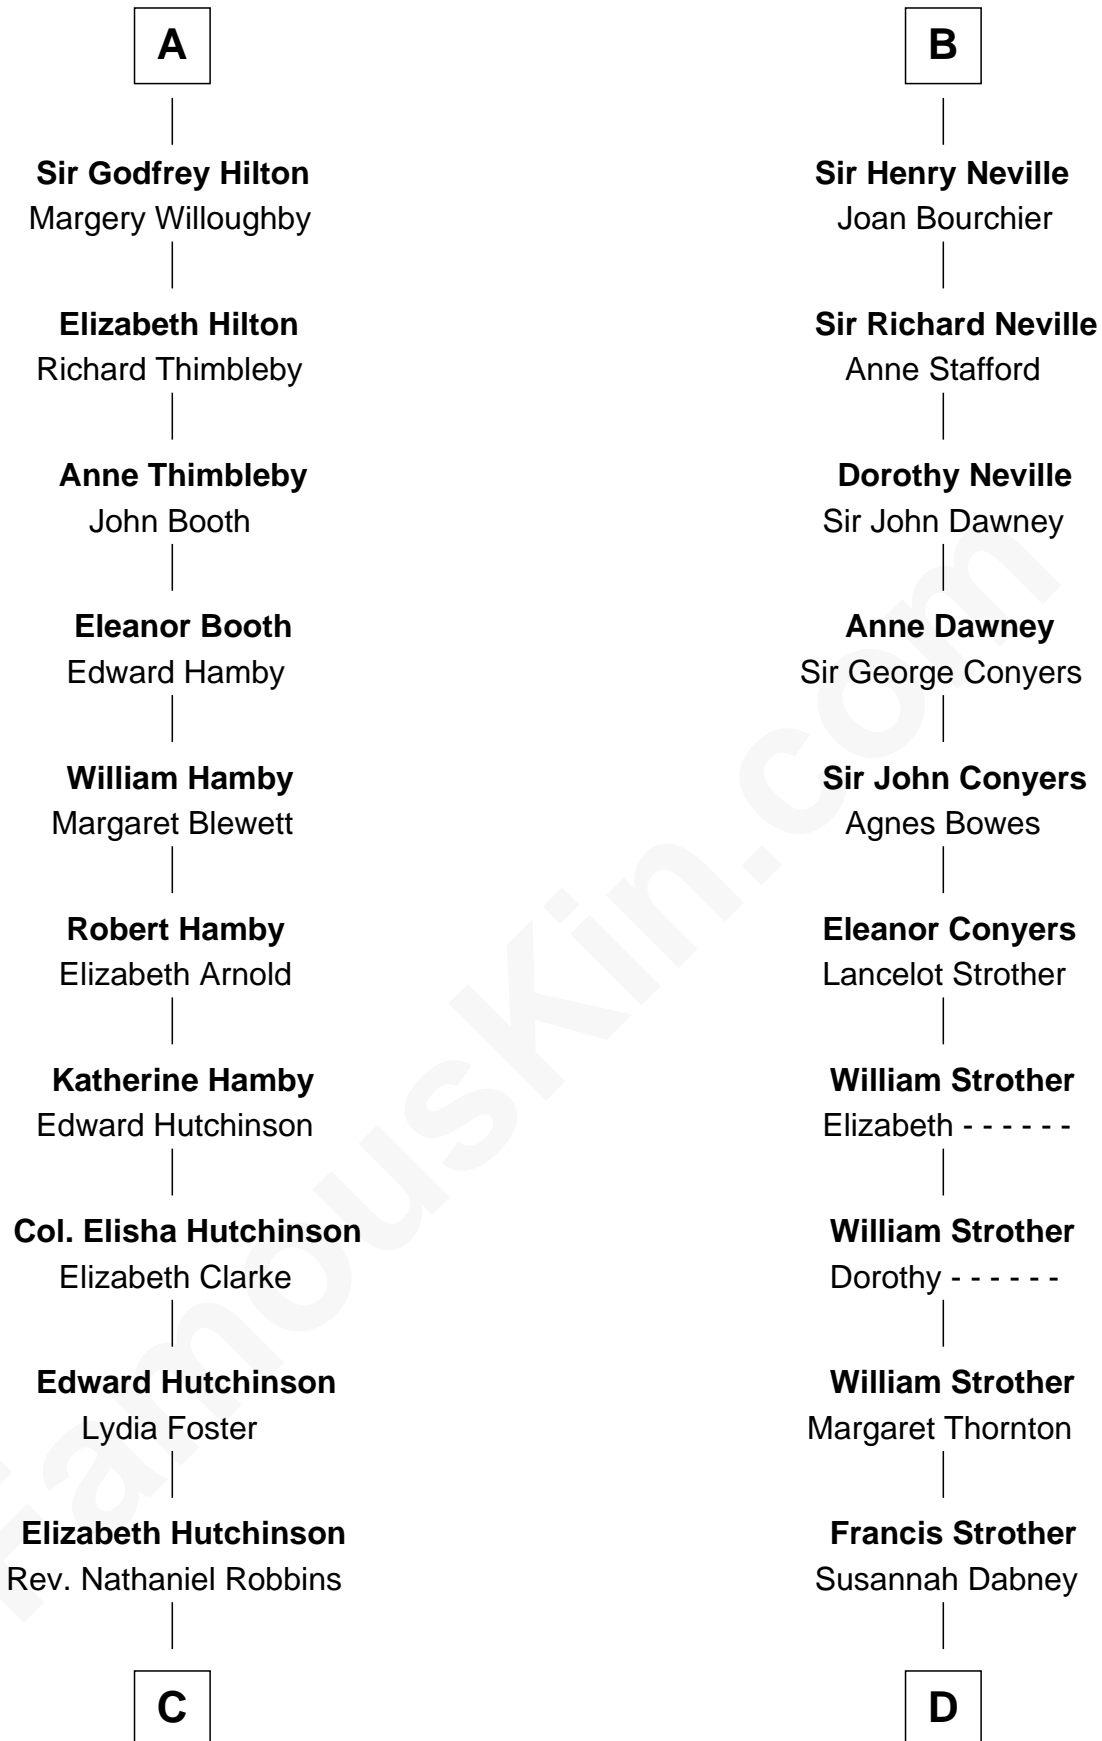 A
Sir Godfrey Hilton
Margery Willoughby
Elizabeth Hilton
Richard Thimbleby
Anne Thimbleby
John Booth
Eleanor Booth
Edward Hamby
William Hamby
Margaret Blewett
Robert Hamby
Elizabeth Arnold
Katherine Hamby
Edward Hutchinson
Col. Elisha Hutchinson
Elizabeth Clarke
Edward Hutchinson
Lydia Foster
Elizabeth Hutchinson
Rev. Nathaniel Robbins
C
B
Sir Henry Neville
Joan Bourchier
Sir Richard Neville
Anne Stafford
Dorothy Neville
Sir John Dawney
Anne Dawney
Sir George Conyers
Sir John Conyers
Agnes Bowes
Eleanor Conyers
Lancelot Strother
William Strother
Elizabeth - - - - - -
William Strother
Dorothy - - - - - -
William Strother
Margaret Thornton
Francis Strother
Susannah Dabney
D
FamousKin.com